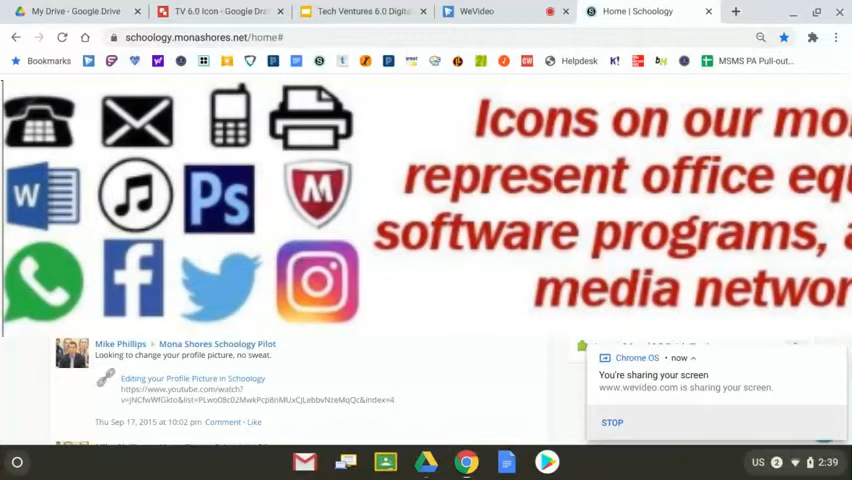 My Drive - Google Drive
TV 6.0 Icon - Google Dra
Tech Ventures 6.0 Digita
WeVideo
Home | Schoology
schoology.monashores.net/home#
Bookmarks
Helpdesk
K!
MSMS PA Pull-out...
Icons on our mo
represent office equ
software programs, a
media networ
W
Ps
Mike Phillips
Mona Shores Schoology Pilot
Looking to change your profile picture, no sweat.
Editing your Profile Picture in Schoology
https://www.youtube.com/watch?
v=jNCfwWfGkto&list=PLwo08c02MwkPcp8nMUxCjLebbvNzeMqQc&index=4
Thu Sep 17, 2015 at 10:02 pm Comment · Like
Chrome OS • now
You're sharing your screen
www.wevideo.com is sharing your screen.
STOP
US 2 2:39